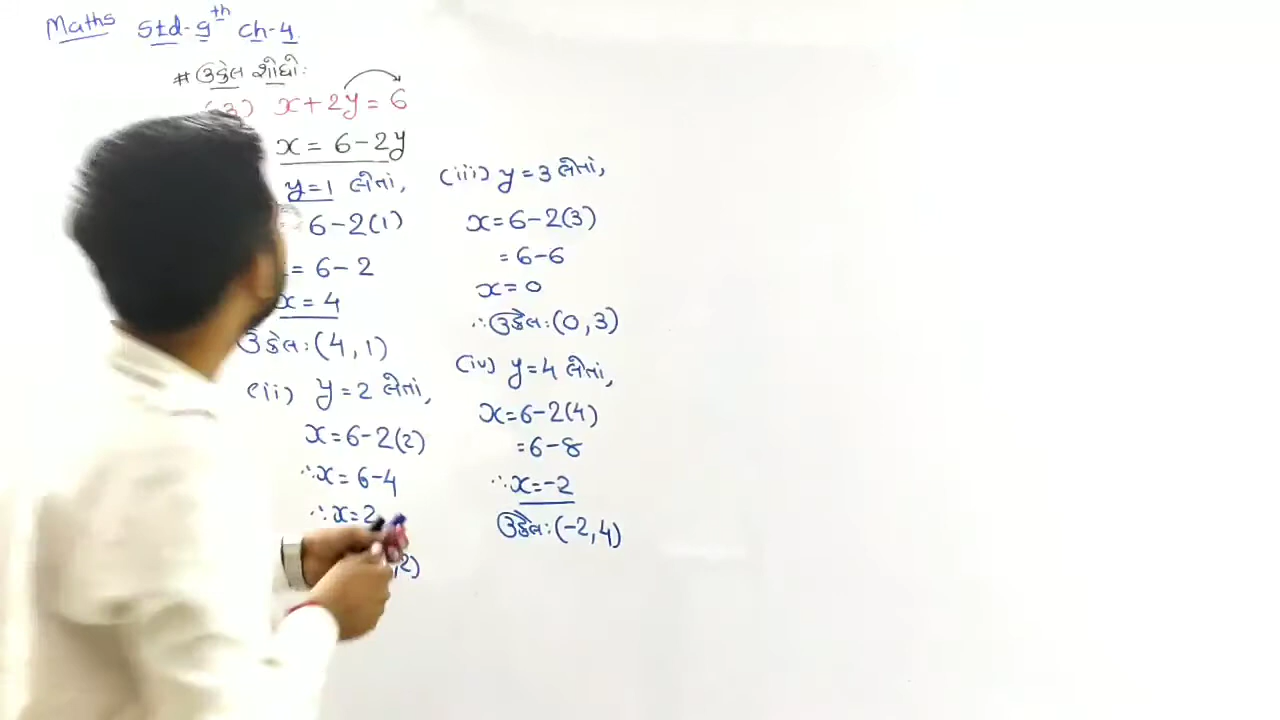 Maths Std-9th ch-4
# ઉકેલ શોધો:
(3) x+2y=6
x = 6-2y
y=1 લેતાં,
= 6-2(1)
= 6-2
x = 4
ઉકેલ: (4,1)
(ii) y=2 લેતાં,
x=6-2(2)
∴x=6-4
∴x=2
,2)
(iii) y=3 લેતાં,
x=6-2(3)
=6-6
x=0
∴ઉકેલ:(0,3)
(iv) y=4 લેતાં,
x=6-2(4)
=6-8
∴x=-2
ઉકેલ:(-2,4)